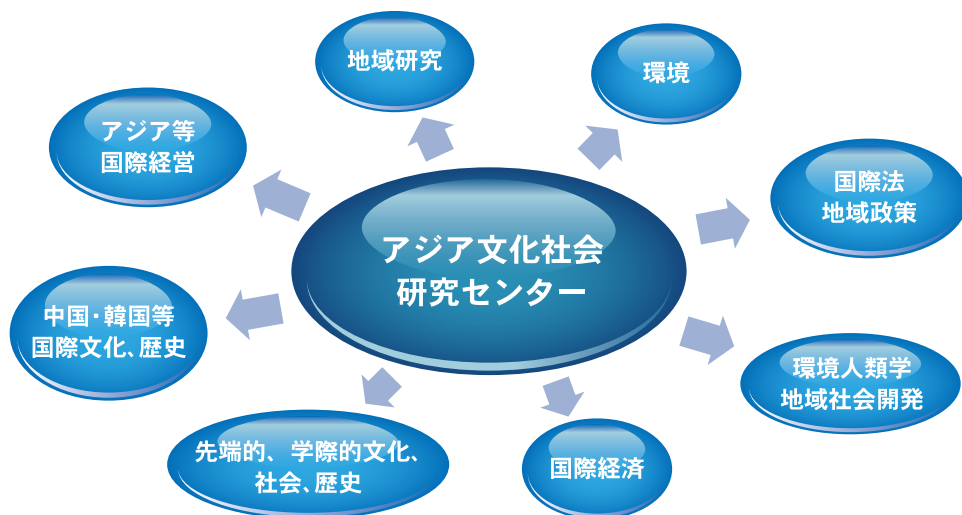 地域研究
環境
アジア等
国際経営
国際法
地域政策
アジア文化社会
研究センター
中国・韓国等
国際文化、歴史
環境人類学
地域社会開発
先端的、学際的文化、
社会、歴史
国際経済